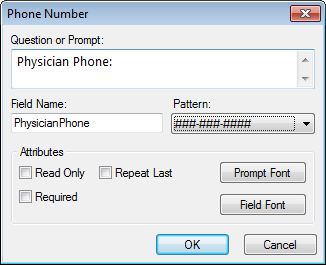 Phone Number
Question or Prompt:
Physician Phone:
Field Name: Pattern:
PhysicianPhone ###-###-####
Attributes
Read Only Repeat Last Prompt Font
Required Field Font
OK Cancel